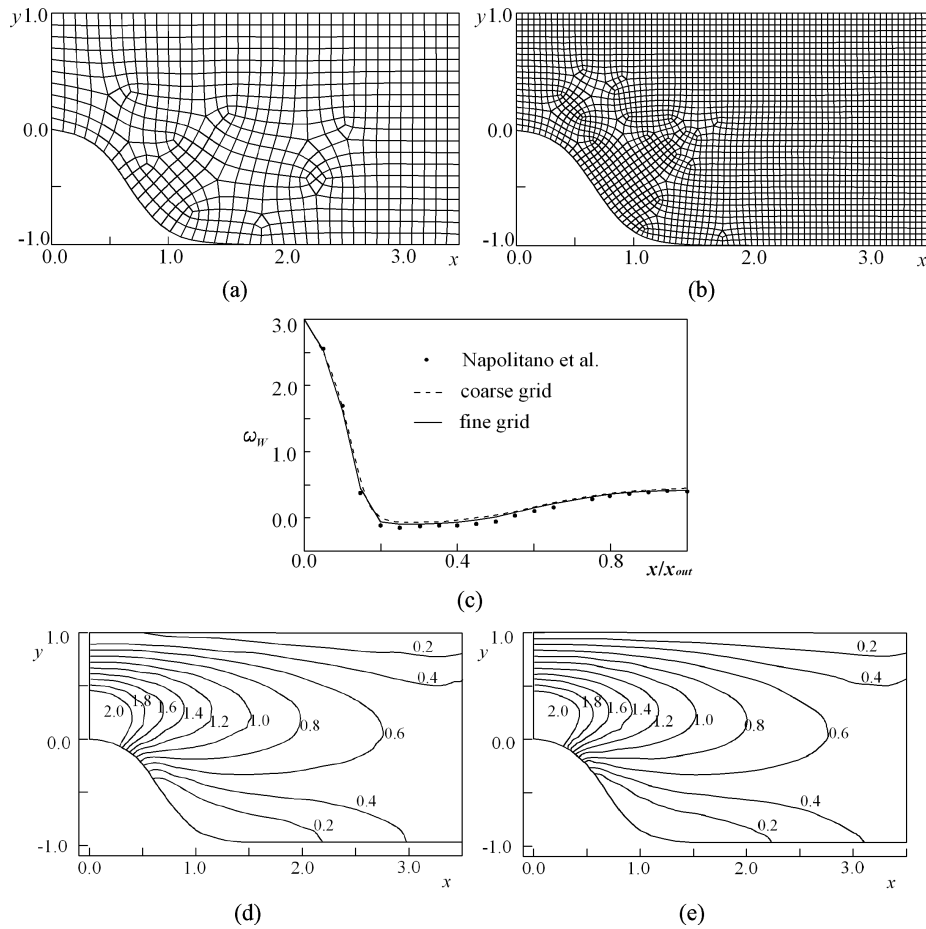 y 1.0
0.0
-1.0
0.0 1.0 2.0 3.0 x
(a)
y 1.0
0.0
-1.0
0.0 1.0 2.0 3.0 x
(b)
3.0
2.0
1.0
0.0
ωw
Napolitano et al.
coarse grid
fine grid
0.0 0.4 0.8
x/xout
(c)
1.0
y
0.0
-1.0
0.2
0.4
2.0 1.8 1.6 1.4 1.2 1.0 0.8 0.6
0.4
0.2
0.0 1.0 2.0 3.0
x
(d)
1.0
y
0.0
-1.0
0.2
0.4
2.0 1.8 1.6 1.4 1.2 1.0 0.8 0.6
0.4
0.2
0.0 1.0 2.0 3.0
x
(e)